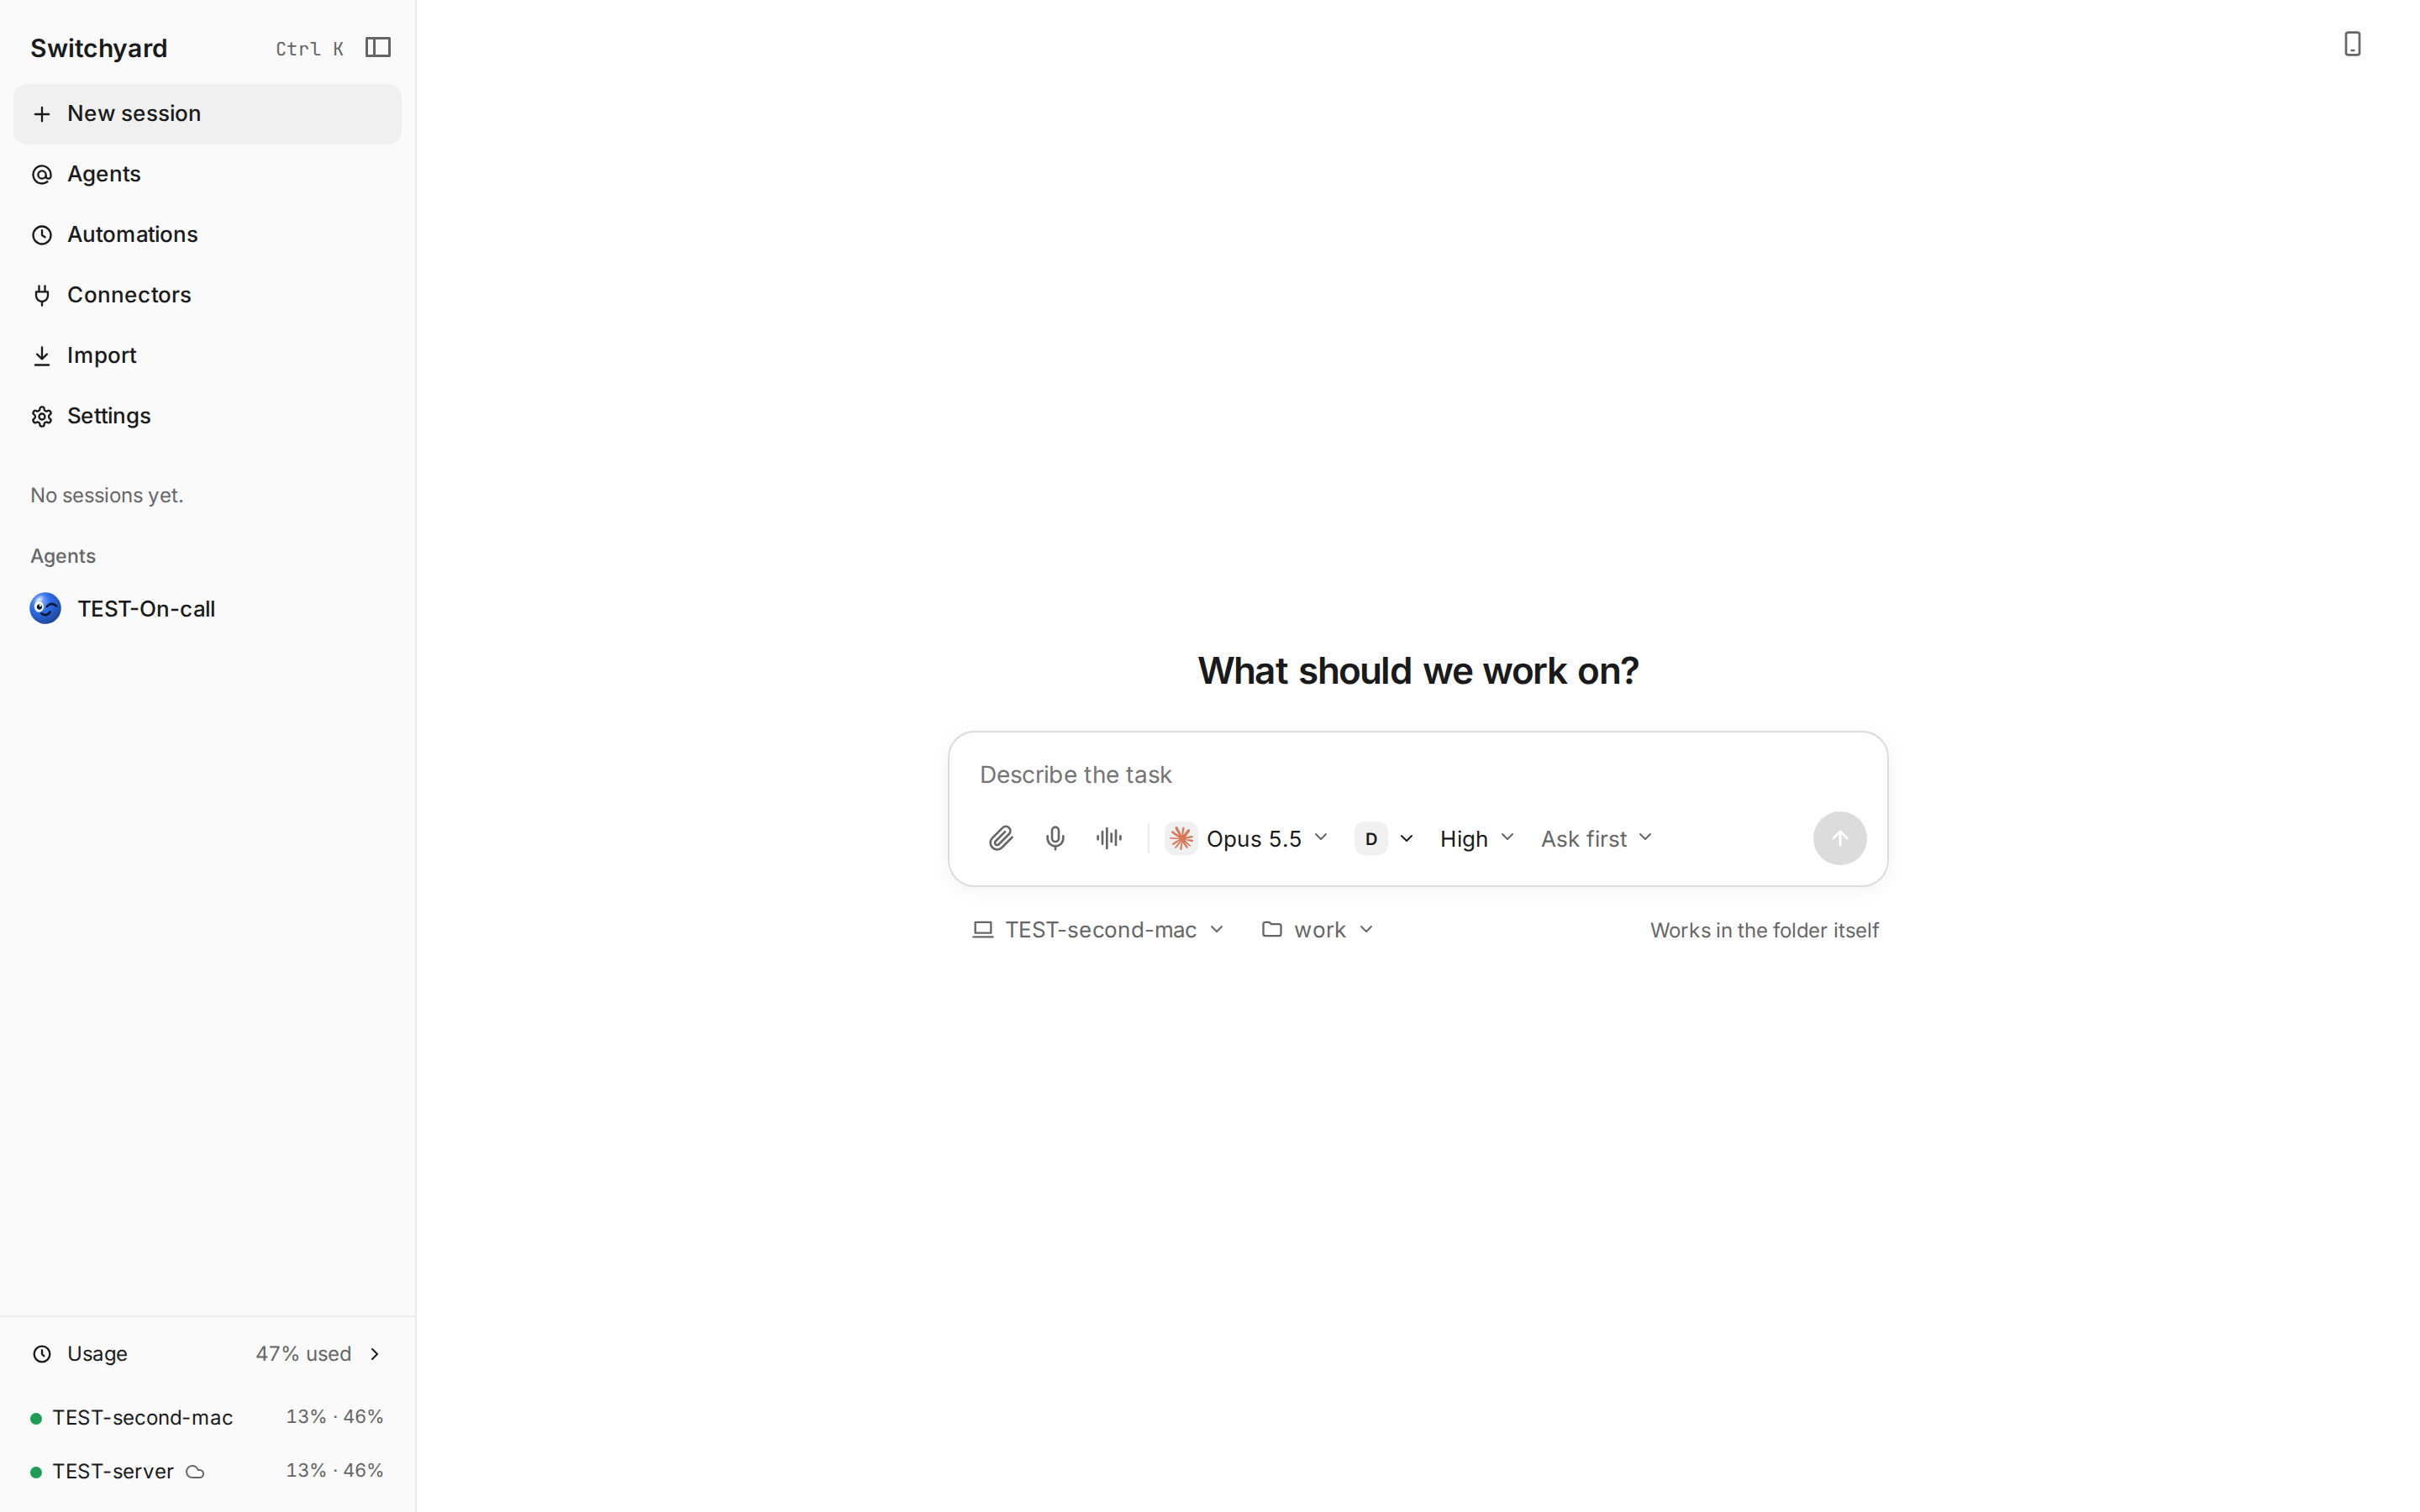 Switchyard Ctrl K
New session
Agents
Automations
Connectors
Import
Settings
No sessions yet.
Agents
TEST-On-call
What should we work on?
Describe the task
Opus 5.5 D High Ask first
TEST-second-mac work Works in the folder itself
Usage 47% used
TEST-second-mac 13% · 46%
TEST-server 13% · 46%